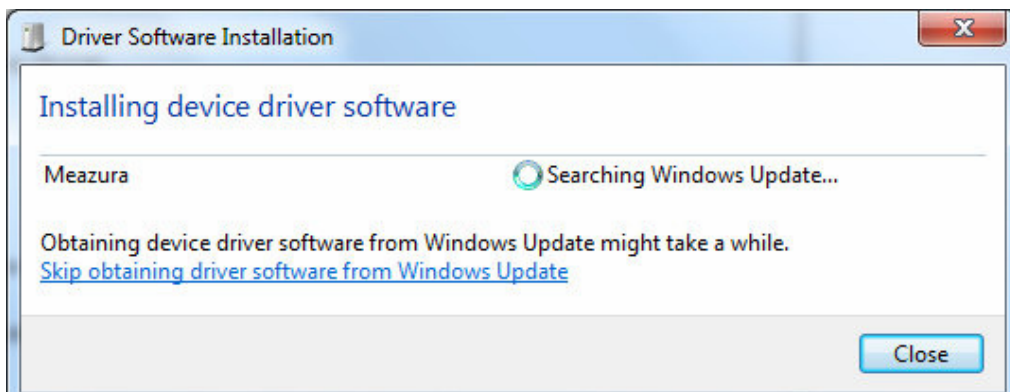 Driver Software Installation
Installing device driver software
Meazura Searching Windows Update...
Obtaining device driver software from Windows Update might take a while.
Skip obtaining driver software from Windows Update
Close